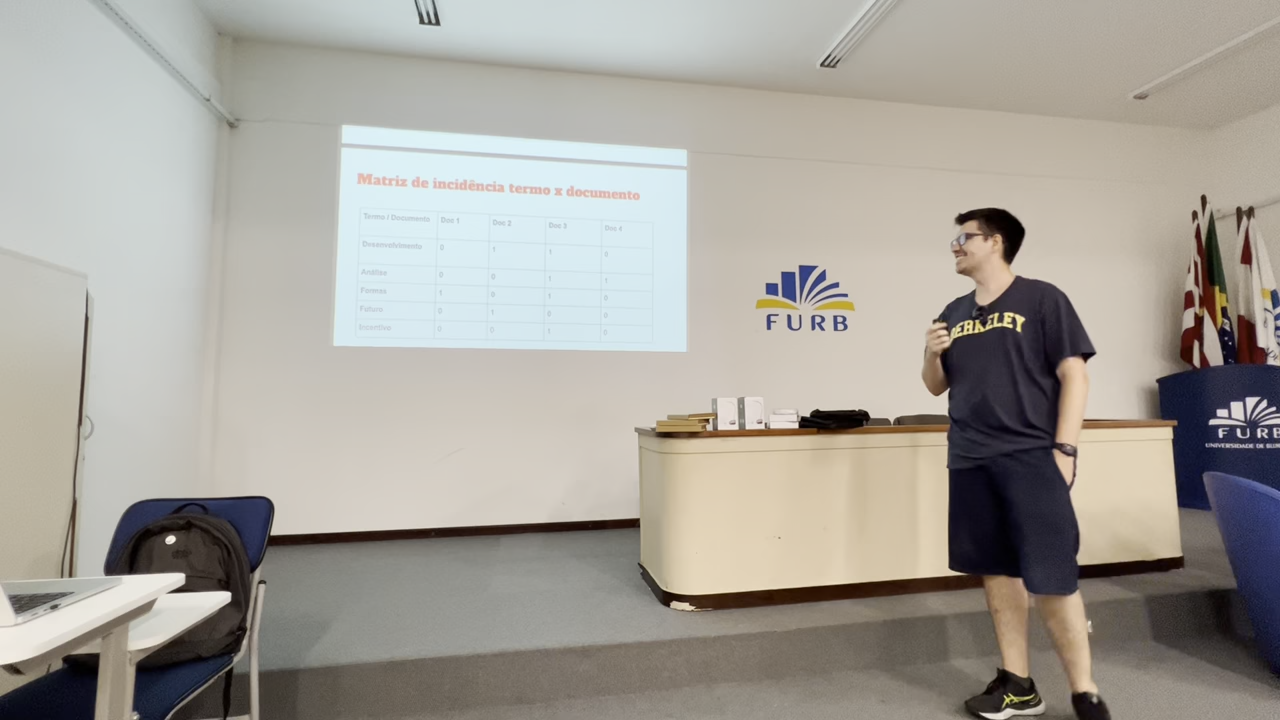 Matriz de incidência termo x documento
Termo / Documento Doc 1 Doc 2 Doc 3 Doc 4
Desenvolvimento 0 1 1 0
Análise 0 0 1 1
Formas 1 0 1 0
Futuro 0 1 0 0
Incentivo 0 0 1 0
FURB
BERKELEY
FURB